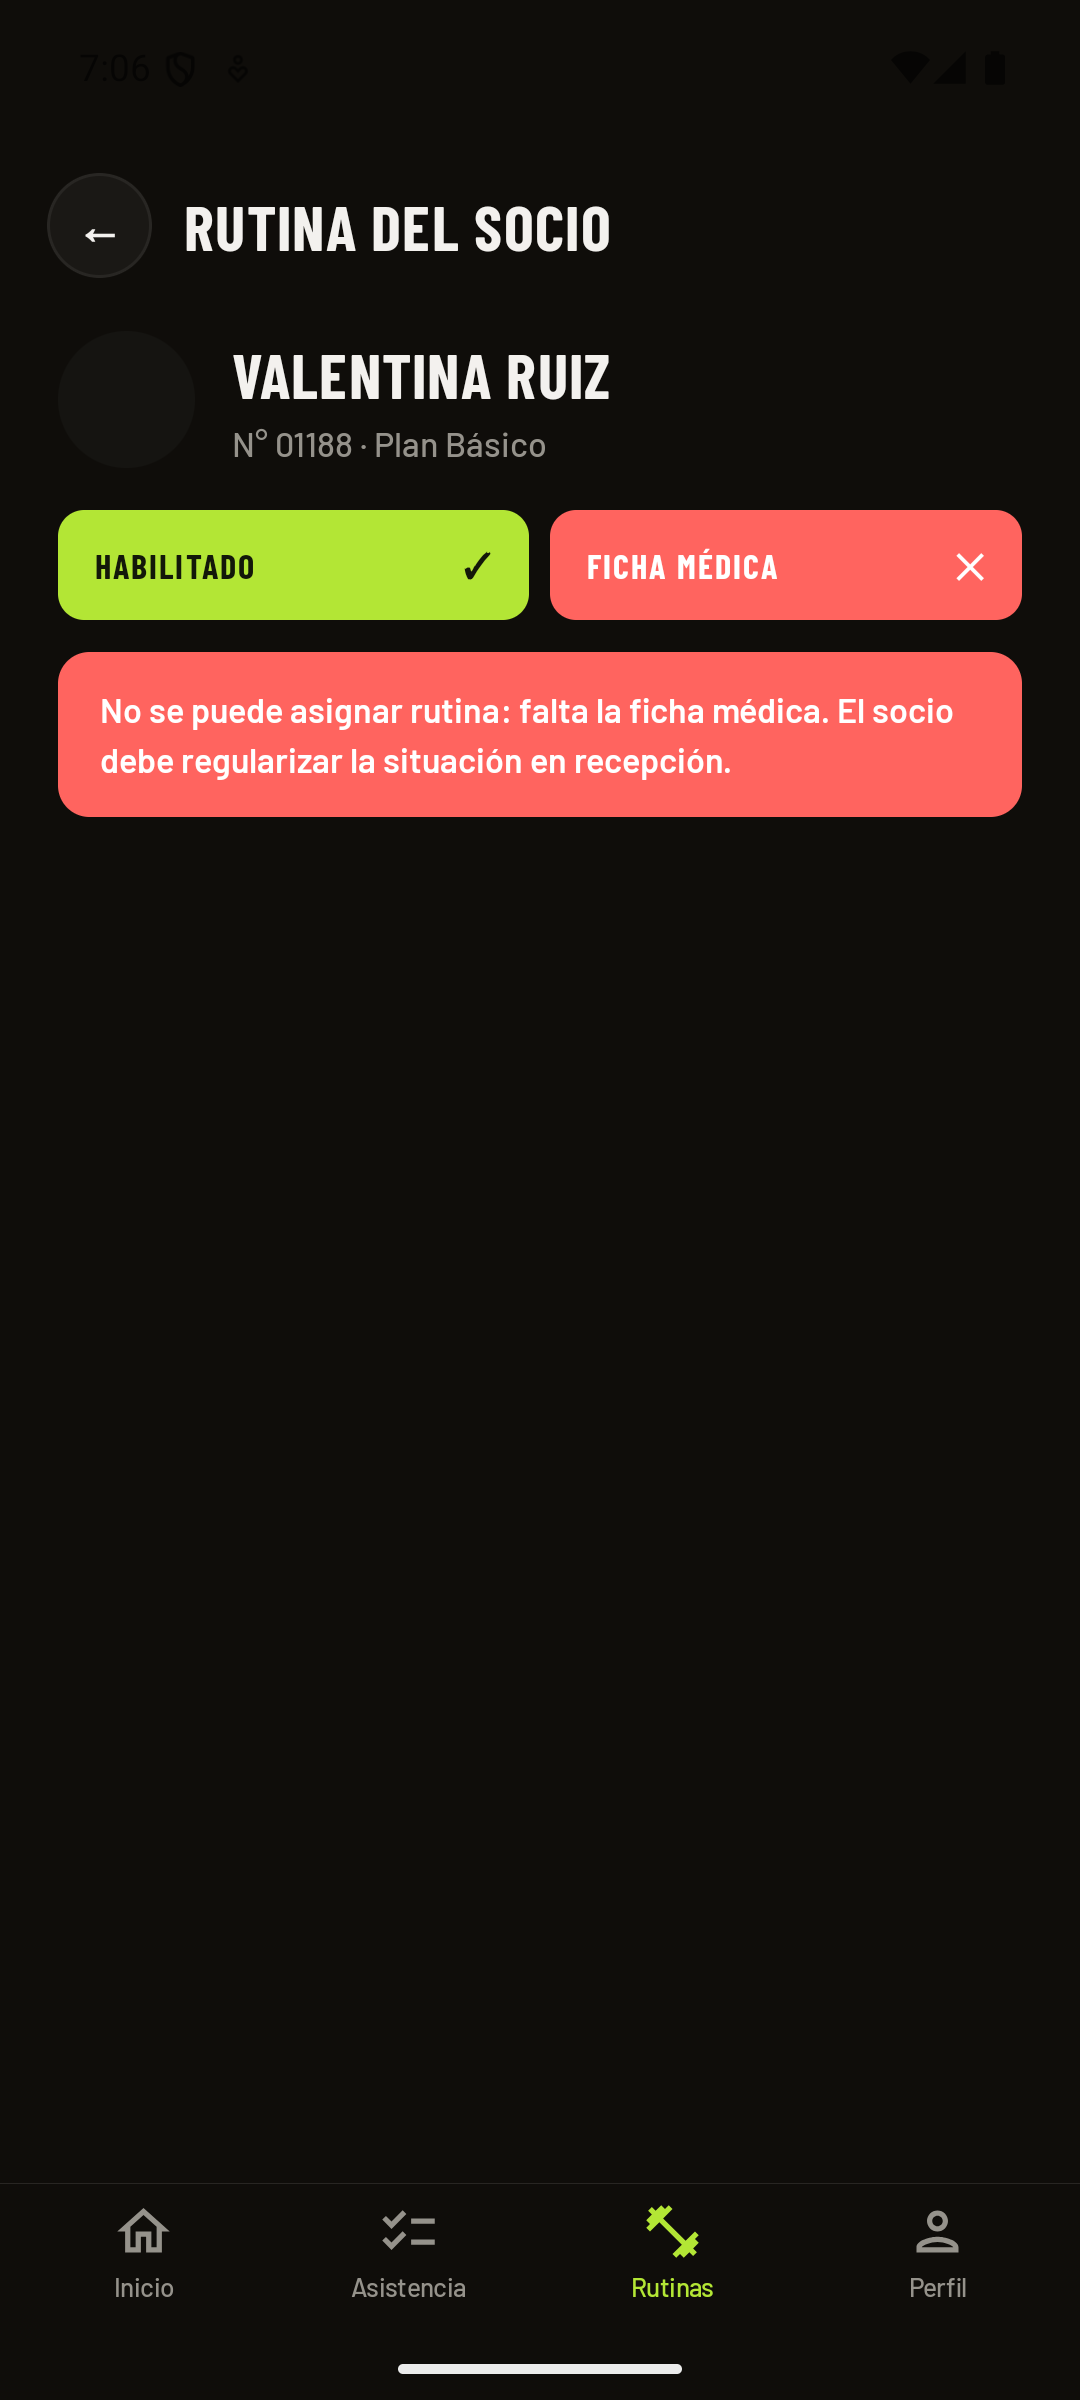 7:06
← RUTINA DEL SOCIO
VALENTINA RUIZ
N° 01188 · Plan Básico
HABILITADO ✓
FICHA MÉDICA ×
No se puede asignar rutina: falta la ficha médica. El socio
debe regularizar la situación en recepción.
Inicio
Asistencia
Rutinas
Perfil